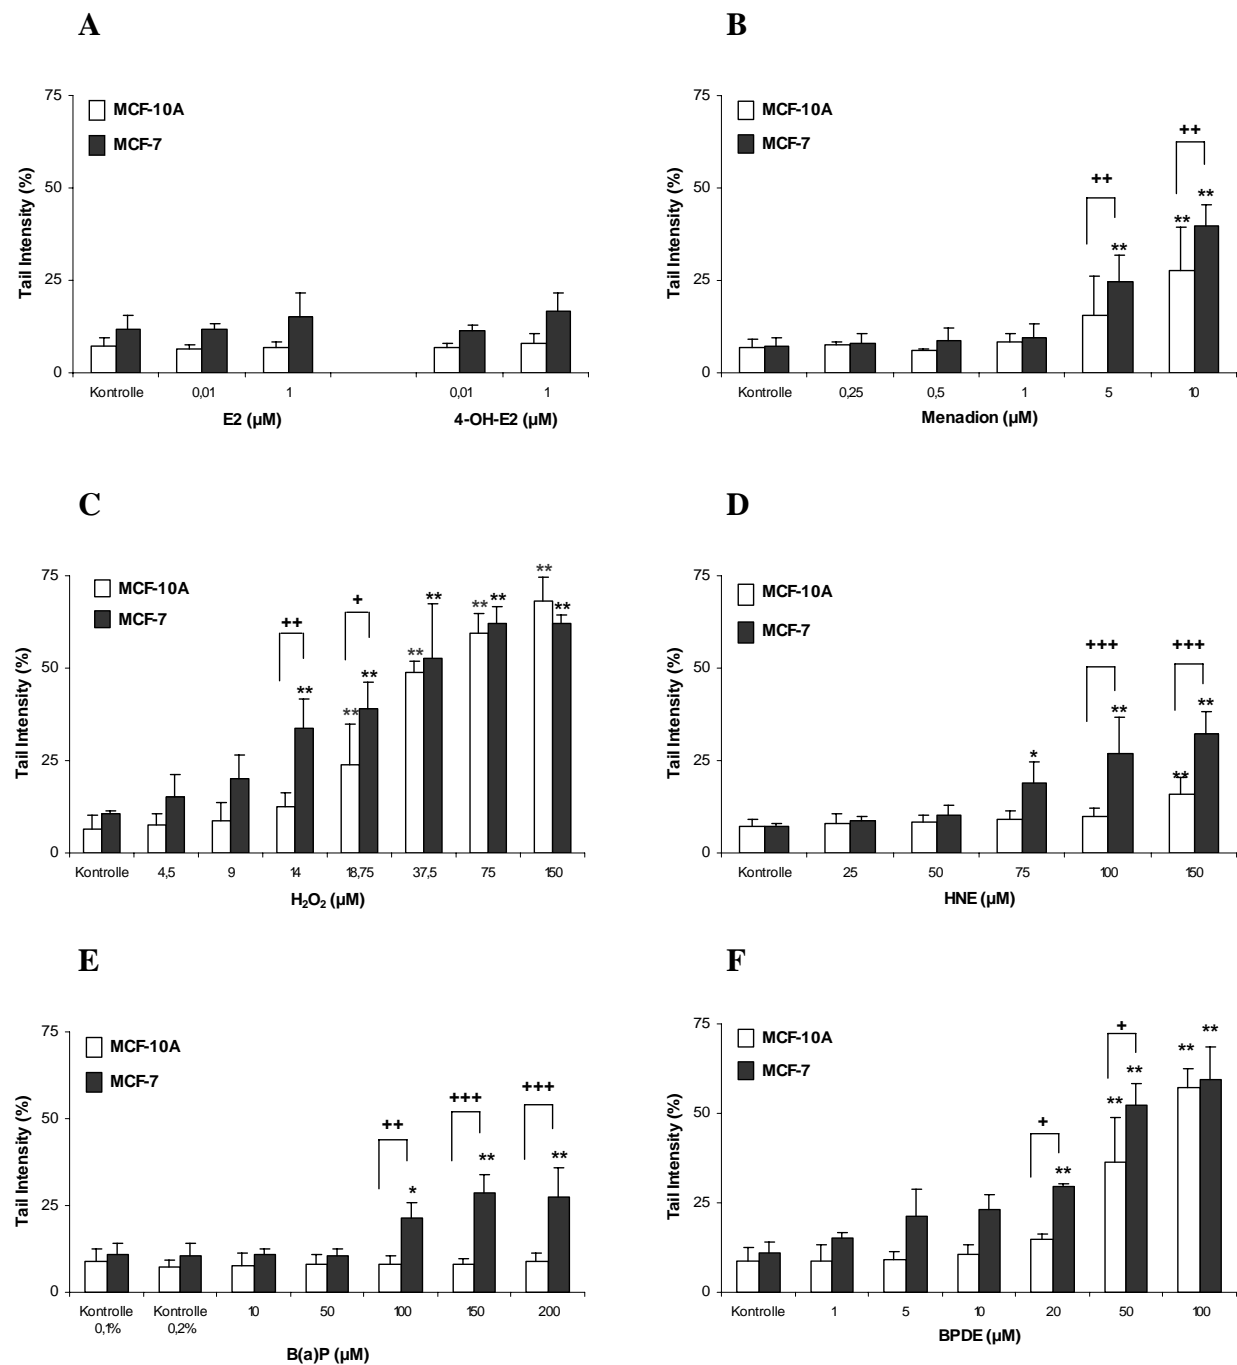 A
75
50
25
0
Tail Intensity (%)
MCF-10A
MCF-7
Kontrolle 0,01 1 0,01 1
E2 (µM) 4-OH-E2 (µM)
B
75
50
25
0
Tail Intensity (%)
MCF-10A
MCF-7
++
**
++
**
**
Kontrolle 0,25 0,5 1 5 10
Menadion (µM)
C
75
50
25
0
Tail Intensity (%)
MCF-10A
MCF-7
++
**
+
**
**
**
**
**
**
**
**
Kontrolle 4,5 9 14 18,75 37,5 75 150
H₂O₂ (µM)
D
75
50
25
0
Tail Intensity (%)
MCF-10A
MCF-7
*
+++
**
+++
**
**
Kontrolle 25 50 75 100 150
HNE (µM)
E
75
50
25
0
Tail Intensity (%)
MCF-10A
MCF-7
++
*
+++
**
+++
**
Kontrolle Kontrolle 10 50 100 150 200
0,1% 0,2%
B(a)P (µM)
F
75
50
25
0
Tail Intensity (%)
MCF-10A
MCF-7
+
**
+
**
**
**
**
Kontrolle 1 5 10 20 50 100
BPDE (µM)